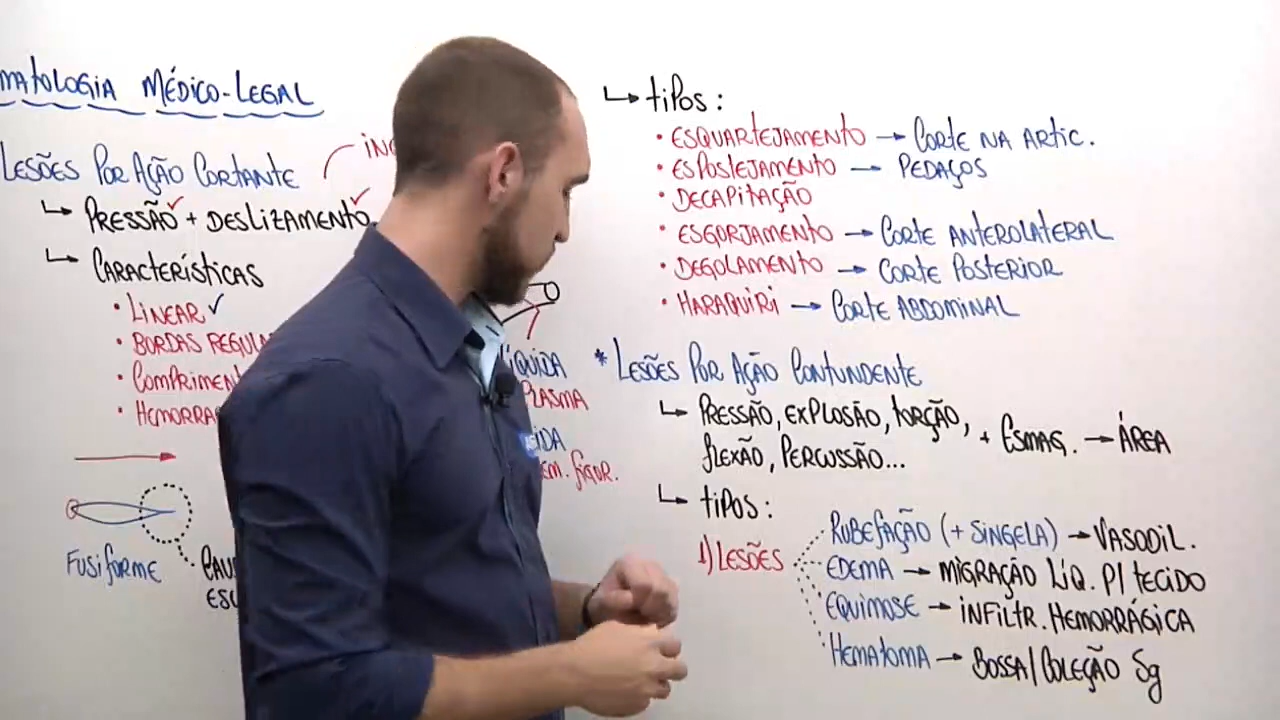 MATOLOGIA MÉDICO-LEGAL
LESÕES POR AÇÃO CORTANTE
PRESSÃO + DESLIZAMENTO
CARACTERÍSTICAS
• LINEAR
• BORDAS REGULA
• COMPRIMENT
• HEMORRA
FUSIFORME
PLASMA
↳ TIPOS:
• ESQUARTEJAMENTO → CORTE NA ARTIC.
• ESPOSTEJAMENTO → PEDAÇOS
• DECAPITAÇÃO
• ESGORJAMENTO → CORTE ANTEROLATERAL
• DEGOLAMENTO → CORTE POSTERIOR
• HARAQUIRI → CORTE ABDOMINAL
* LESÕES POR AÇÃO CONTUNDENTE
↳ PRESSÃO, EXPLOSÃO, TORÇÃO,
FLEXÃO, PERCUSSÃO... + ESMAG. → ÁREA
↳ TIPOS:
1) LESÕES
RUBEFAÇÃO (+ SINGELA) → VASODIL.
EDEMA → MIGRAÇÃO LÍQ. P/ TECIDO
EQUIMOSE → INFILTR. HEMORRÁGICA
HEMATOMA → BOSSA/COLEÇÃO SG